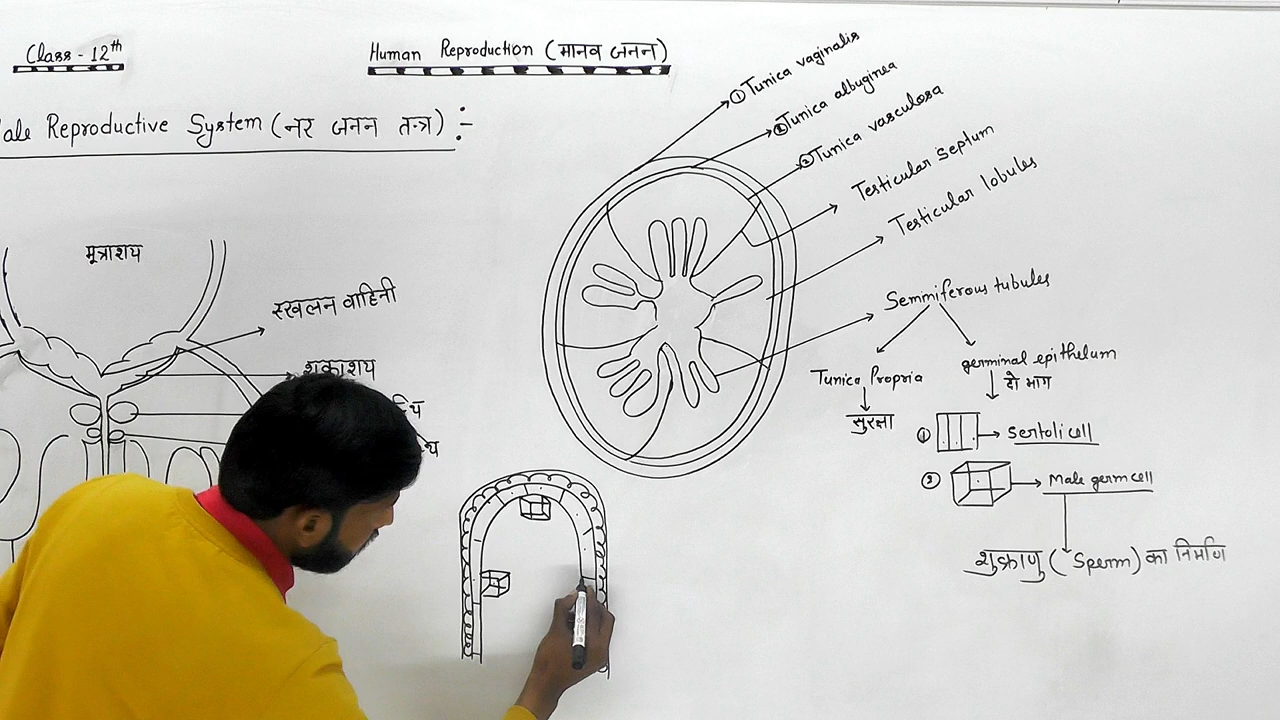 Class - 12th
Human Reproduction (मानव जनन)
ale Reproductive System (नर जनन तन्त्र) :-
① Tunica vaginalis
② Tunica albuginea
③ Tunica vasculosa
Testicular Septum
Testicular lobules
Semmiferous tubules
Tunica Propria
सुरक्षा
germinal epithelum
दो भाग
① Sertoli cell
② Male germ cell
शुक्राणु (Sperm) का निर्माण
मूत्राशय
स्खलन वाहिनी
शुक्राशय